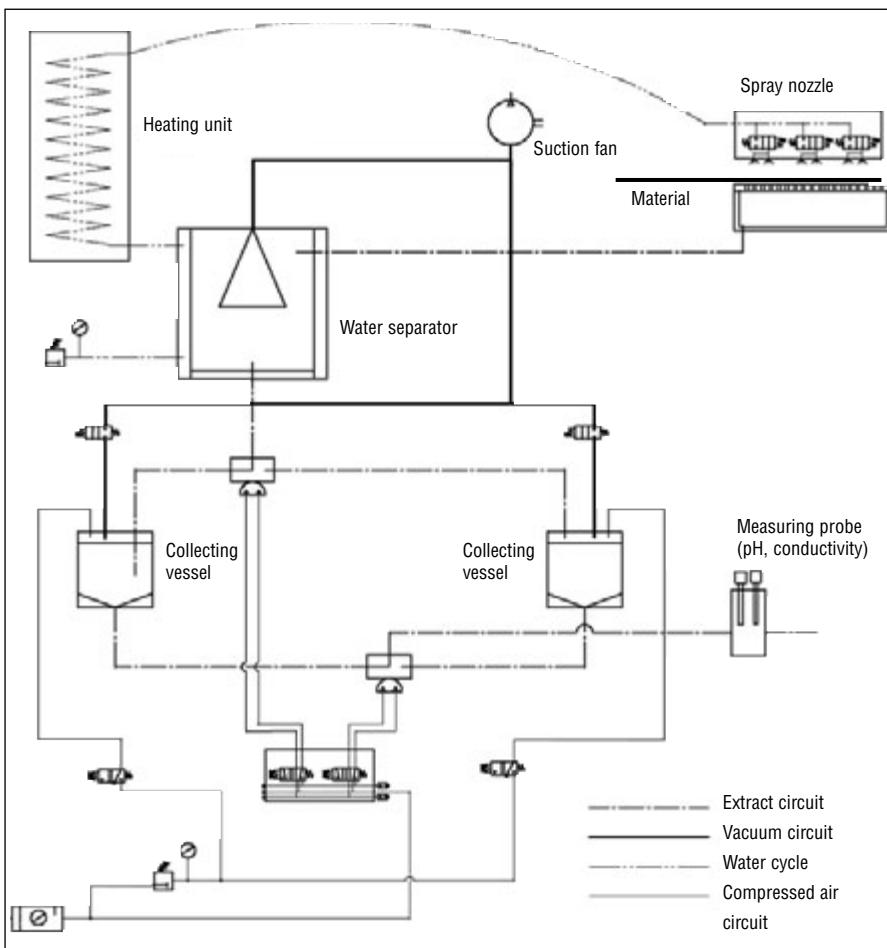 Spray nozzle
Heating unit
Suction fan
Material
Water separator
Measuring probe
(pH, conductivity)
Collecting
vessel
Collecting
vessel
Extract circuit
Vacuum circuit
Water cycle
Compressed air
circuit